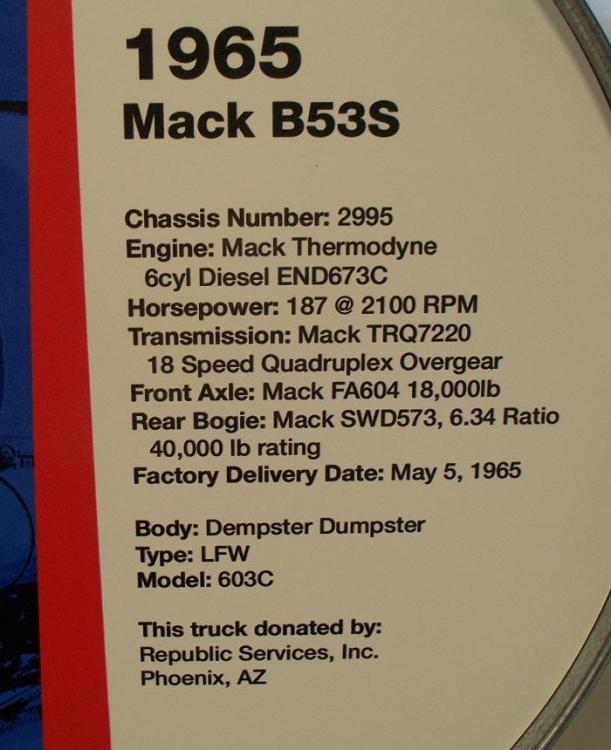 1965
Mack B53S
Chassis Number: 2995
Engine: Mack Thermodyne
6cyl Diesel END673C
Horsepower: 187 @ 2100 RPM
Transmission: Mack TRQ7220
18 Speed Quadruplex Overgear
Front Axle: Mack FA604 18,000lb
Rear Bogie: Mack SWD573, 6.34 Ratio
40,000 lb rating
Factory Delivery Date: May 5, 1965
Body: Dempster Dumpster
Type: LFW
Model: 603C
This truck donated by:
Republic Services, Inc.
Phoenix, AZ